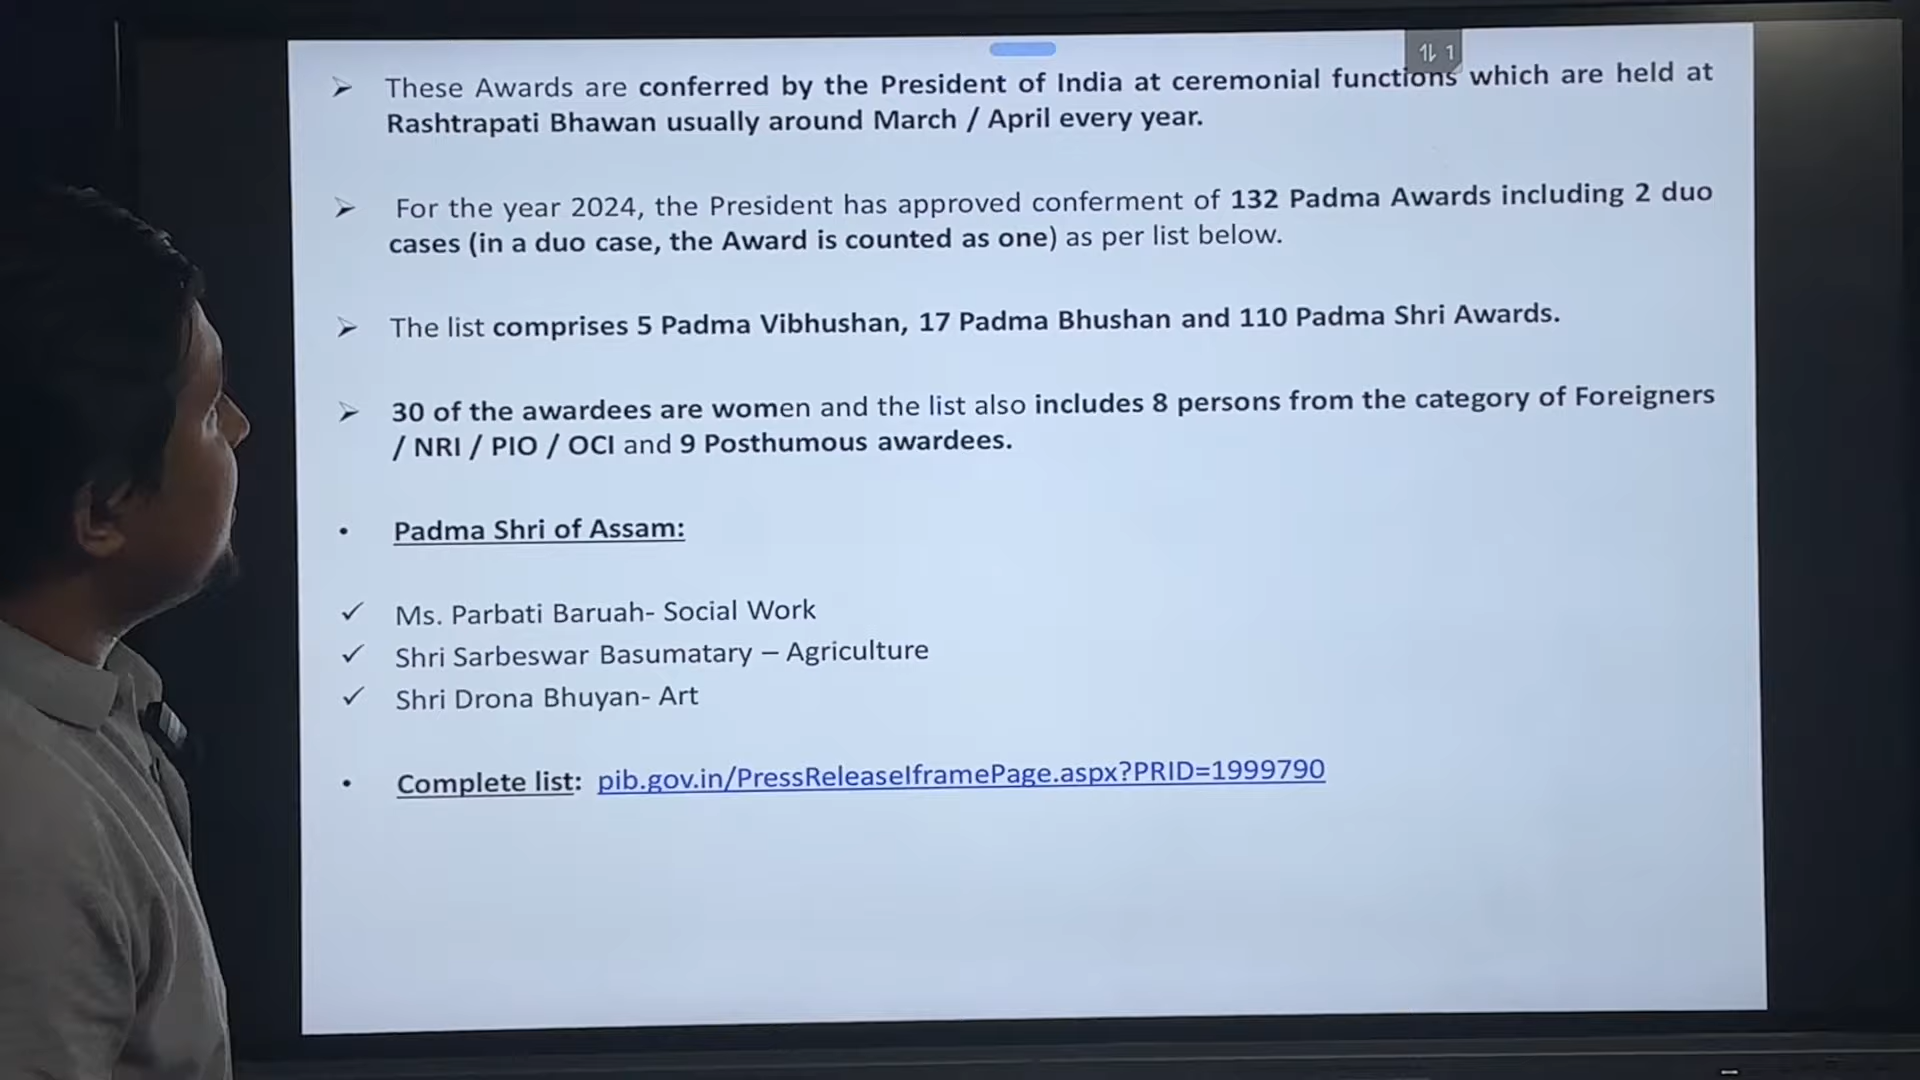 ⇅ 1
➢ These Awards are conferred by the President of India at ceremonial functions which are held at
Rashtrapati Bhawan usually around March / April every year.
➢ For the year 2024, the President has approved conferment of 132 Padma Awards including 2 duo
cases (in a duo case, the Award is counted as one) as per list below.
➢ The list comprises 5 Padma Vibhushan, 17 Padma Bhushan and 110 Padma Shri Awards.
➢ 30 of the awardees are women and the list also includes 8 persons from the category of Foreigners
/ NRI / PIO / OCI and 9 Posthumous awardees.
• Padma Shri of Assam:
✓ Ms. Parbati Baruah- Social Work
✓ Shri Sarbeswar Basumatary – Agriculture
✓ Shri Drona Bhuyan- Art
• Complete list: pib.gov.in/PressReleaseIframePage.aspx?PRID=1999790